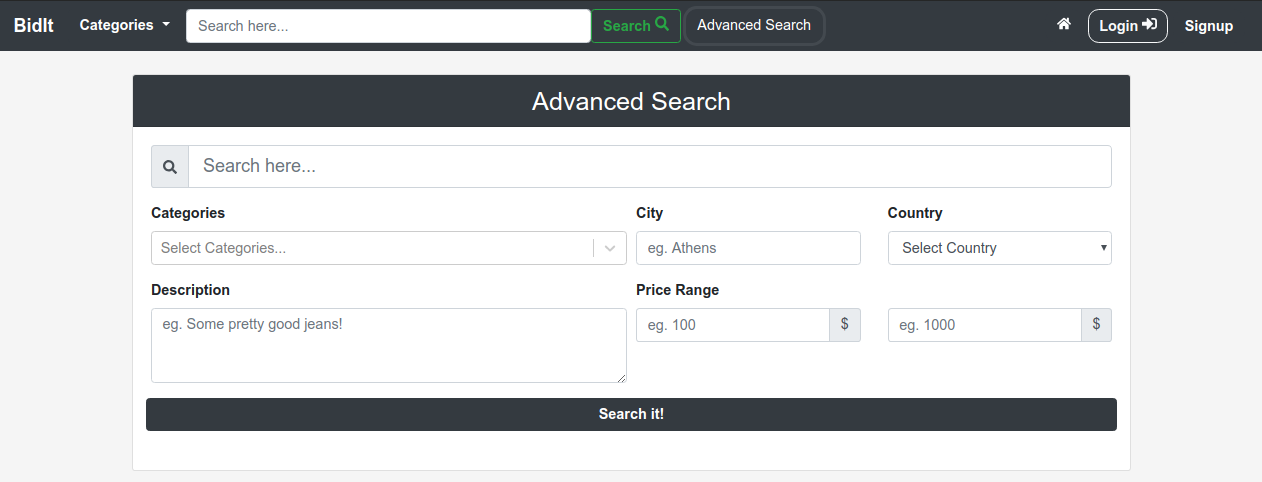 BidIt Categories Search here... Search Advanced Search Login Signup
Advanced Search
Search here...
Categories City Country
Select Categories... eg. Athens Select Country
Description Price Range
eg. Some pretty good jeans! eg. 100 $ eg. 1000 $
Search it!